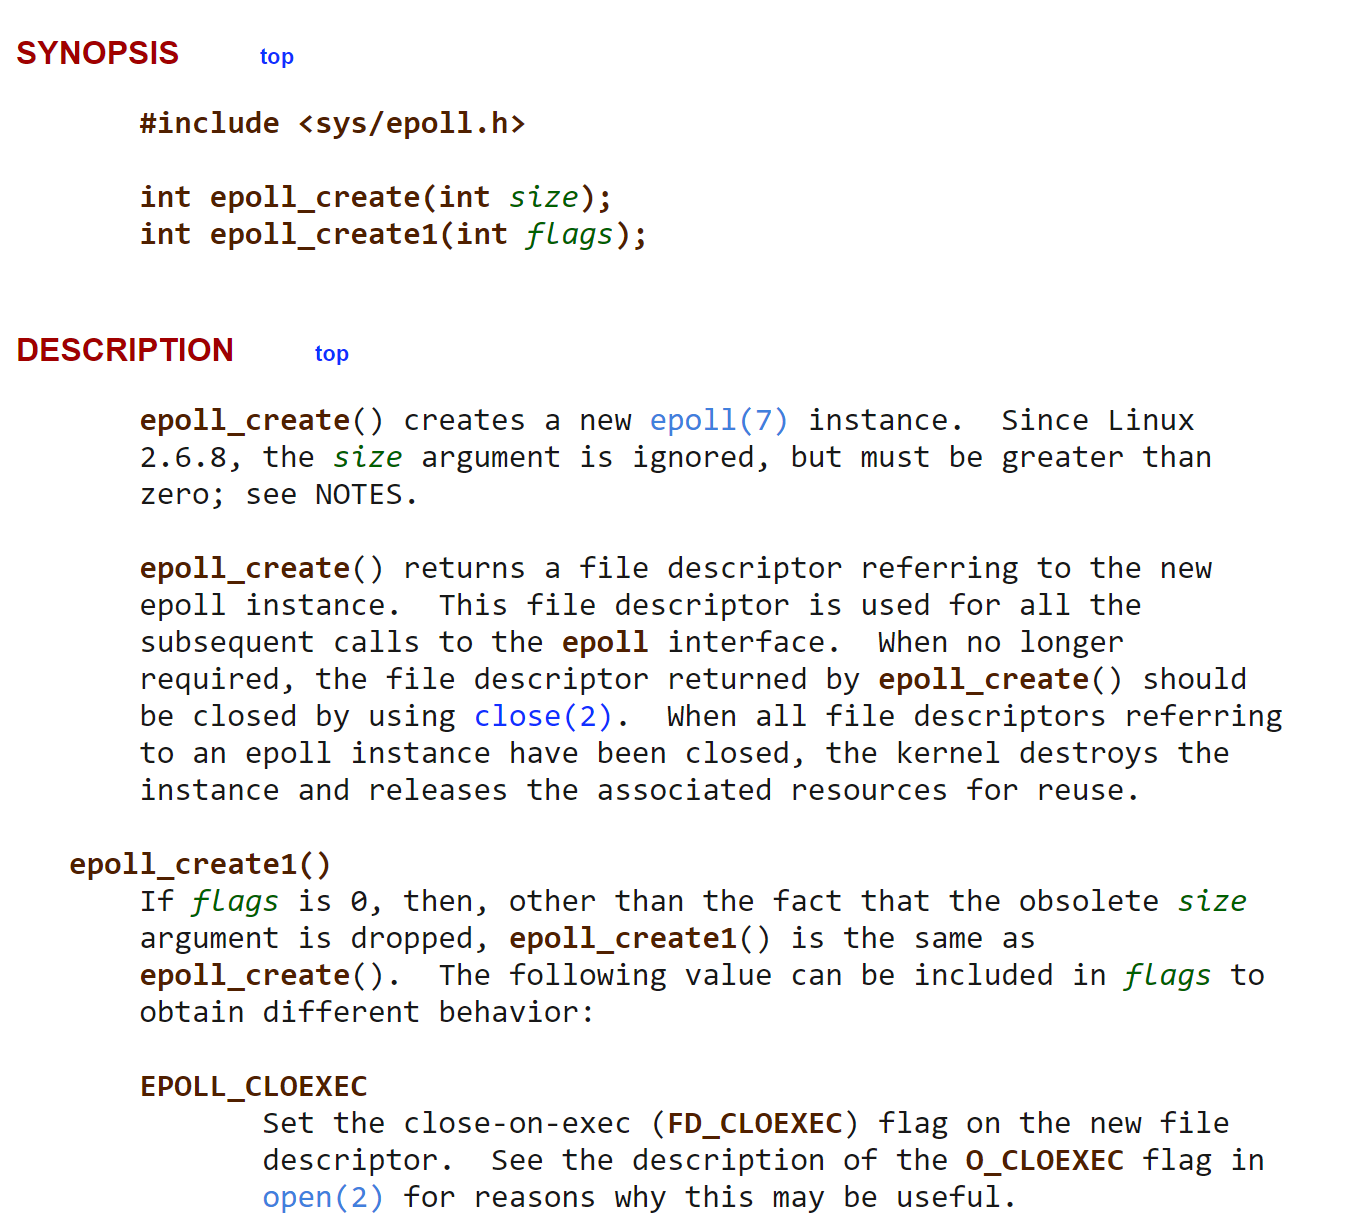 SYNOPSIS top
#include <sys/epoll.h>
int epoll_create(int size);
int epoll_create1(int flags);
DESCRIPTION top
epoll_create() creates a new epoll(7) instance.  Since Linux
2.6.8, the size argument is ignored, but must be greater than
zero; see NOTES.
epoll_create() returns a file descriptor referring to the new
epoll instance.  This file descriptor is used for all the
subsequent calls to the epoll interface.  When no longer
required, the file descriptor returned by epoll_create() should
be closed by using close(2).  When all file descriptors referring
to an epoll instance have been closed, the kernel destroys the
instance and releases the associated resources for reuse.
epoll_create1()
If flags is 0, then, other than the fact that the obsolete size
argument is dropped, epoll_create1() is the same as
epoll_create().  The following value can be included in flags to
obtain different behavior:
EPOLL_CLOEXEC
Set the close-on-exec (FD_CLOEXEC) flag on the new file
descriptor.  See the description of the O_CLOEXEC flag in
open(2) for reasons why this may be useful.